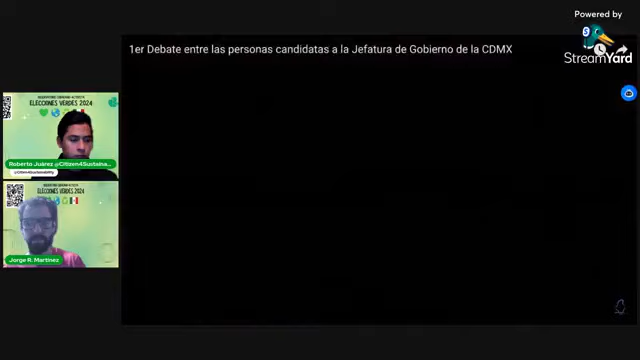 Powered by
StreamYard
1er Debate entre las personas candidatas a la Jefatura de Gobierno de la CDMX
ELECCIONES VERDES 2024
Roberto Juárez @Citizen4Sustaina...
@Citizen4Sustainability
ELECCIONES VERDES 2024
Jorge R. Martínez